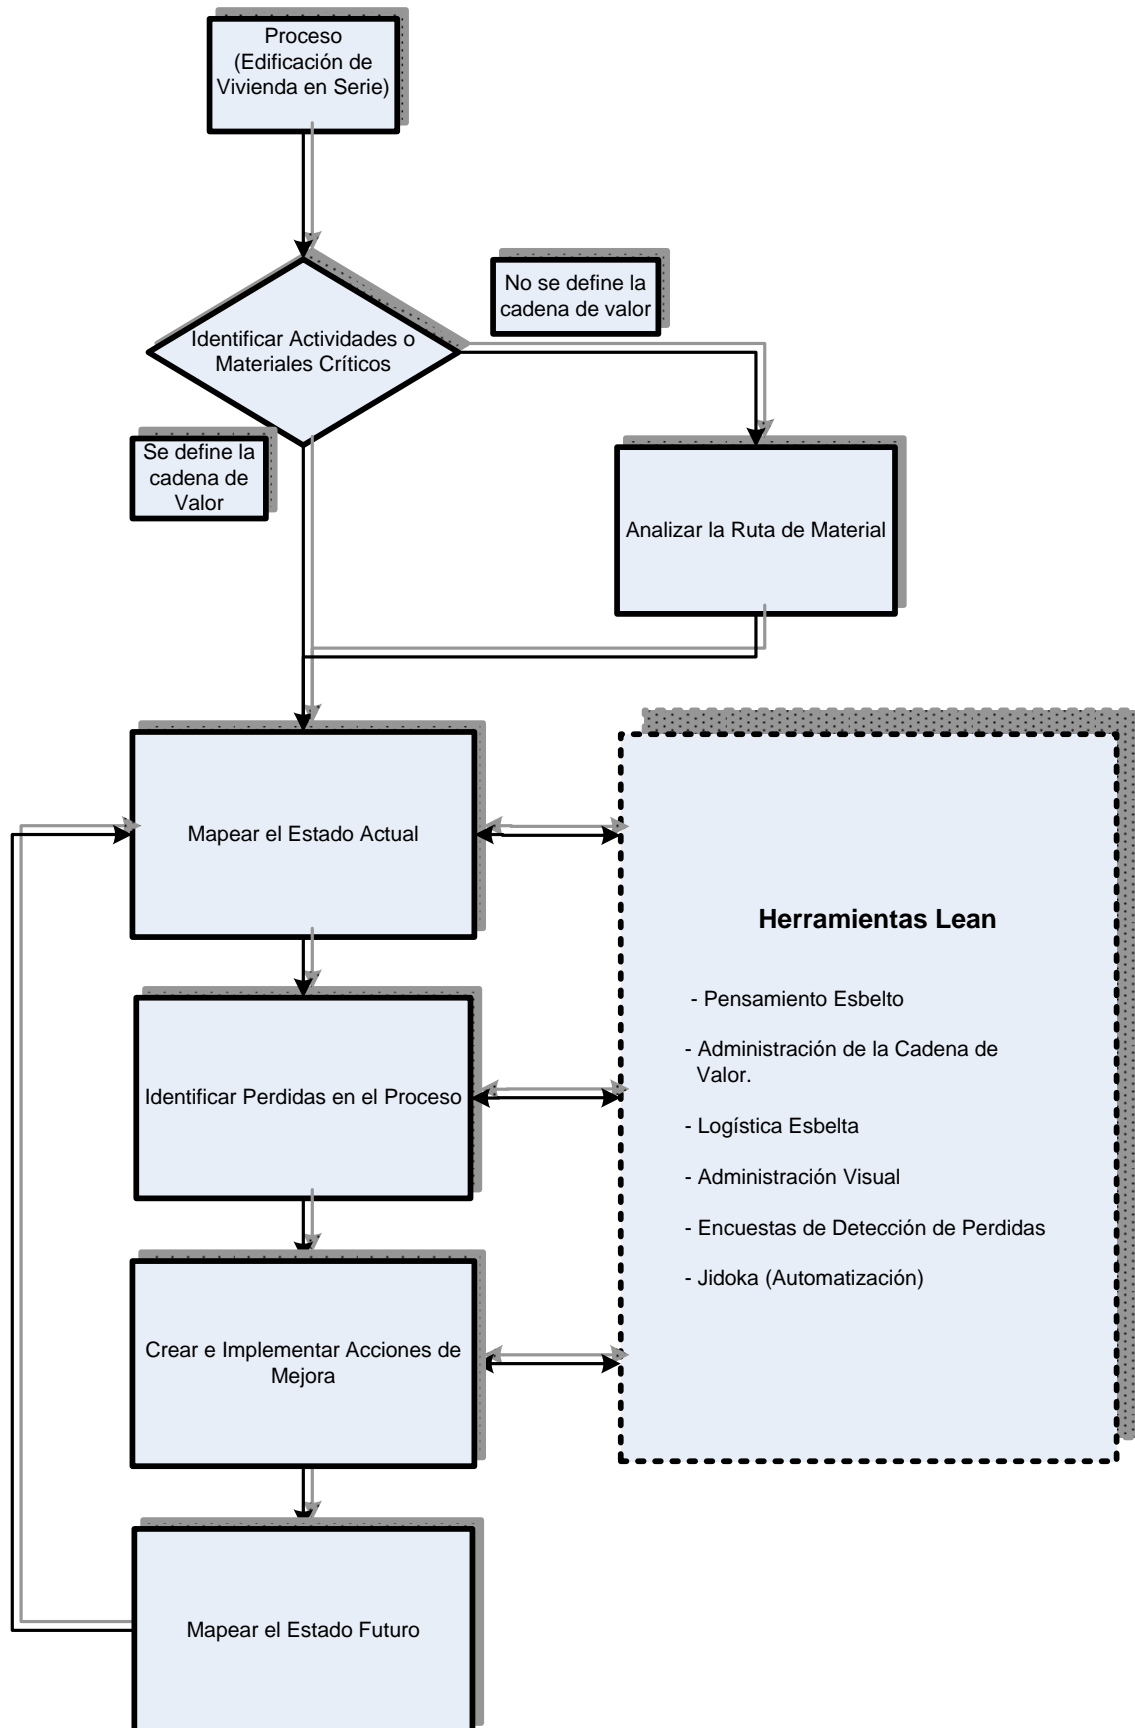 Proceso
(Edificación de
Vivienda en Serie)
No se define la
cadena de valor
Identificar Actividades o
Materiales Críticos
Se define la
cadena de
Valor
Analizar la Ruta de Material
Mapear el Estado Actual
Herramientas Lean
- Pensamiento Esbelto
- Administración de la Cadena de
Valor.
- Logística Esbelta
- Administración Visual
- Encuestas de Detección de Perdidas
- Jidoka (Automatización)
Identificar Perdidas en el Proceso
Crear e Implementar Acciones de
Mejora
Mapear el Estado Futuro